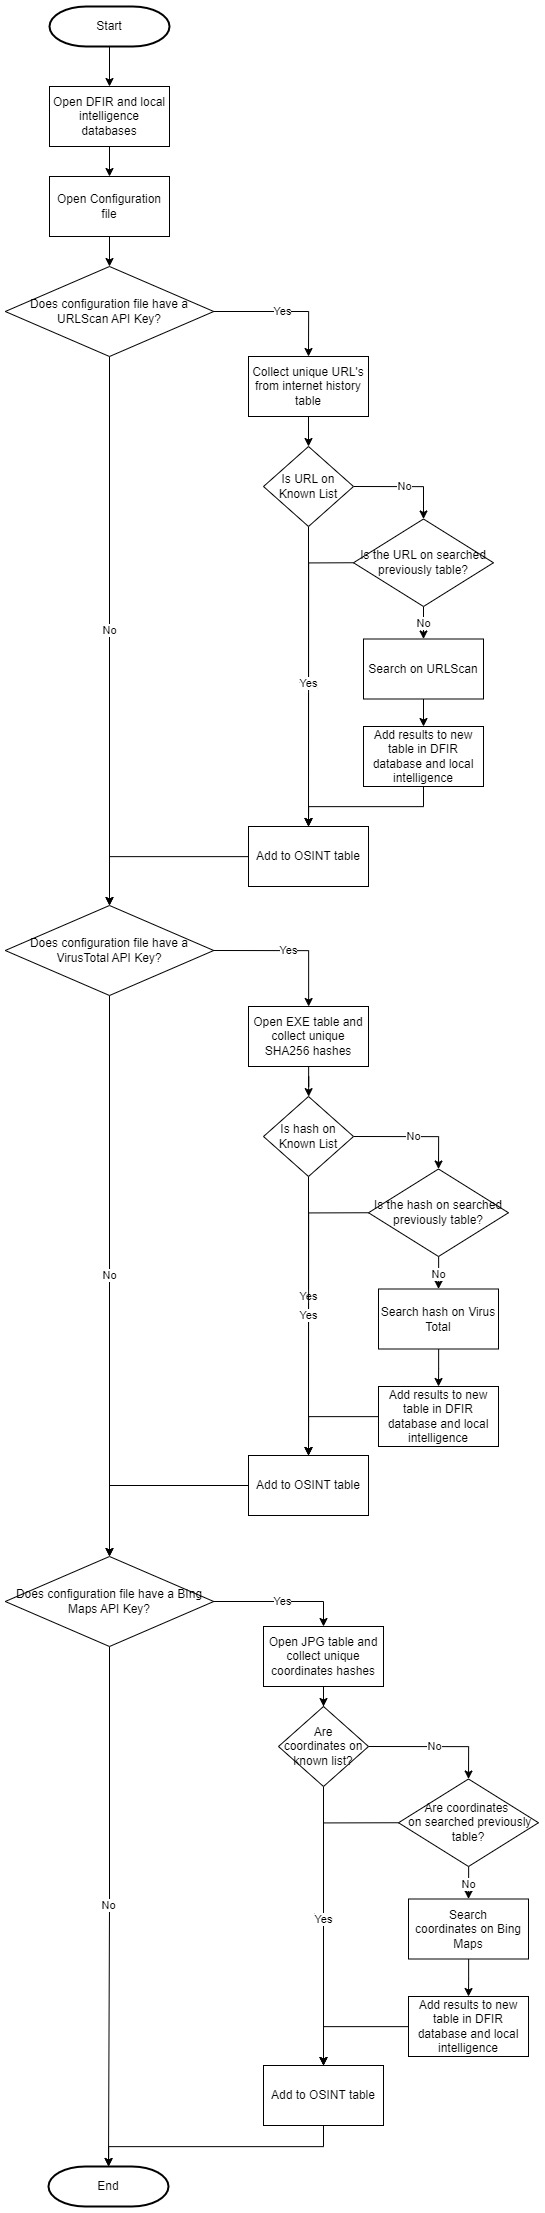 Start
Open DFIR and local
intelligence
databases
Open Configuration
file
Does configuration file have a
URLScan API Key?
Yes
Collect unique URL's
from internet history
table
Is URL on
Known List
No
Is the URL on searched
previously table?
No
No
Search on URLScan
Yes
Add results to new
table in DFIR
database and local
intelligence
Add to OSINT table
Does configuration file have a
VirusTotal API Key?
Yes
Open EXE table and
collect unique
SHA256 hashes
Is hash on
Known List
No
Is the hash on searched
previously table?
No
No
Yes
Yes
Search hash on Virus
Total
Add results to new
table in DFIR
database and local
intelligence
Add to OSINT table
Does configuration file have a Bing
Maps API Key?
Yes
Open JPG table and
collect unique
coordinates hashes
Are
coordinates on
known list?
No
Are coordinates
on searched previously
table?
No
No
Yes
Search
coordinates on Bing
Maps
Add results to new
table in DFIR
database and local
intelligence
Add to OSINT table
End